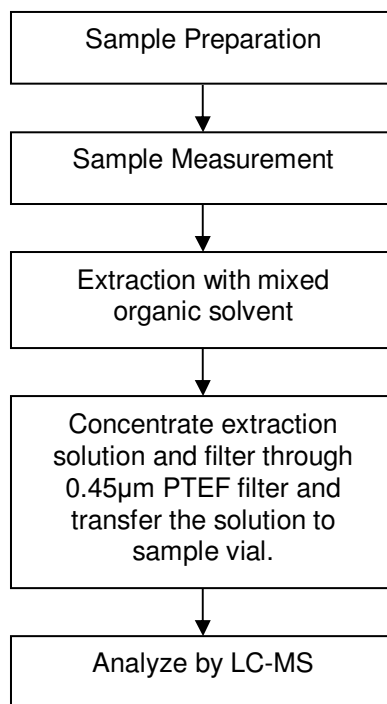 Sample Preparation
Sample Measurement
Extraction with mixed
organic solvent
Concentrate extraction
solution and filter through
0.45µm PTEF filter and
transfer the solution to
sample vial.
Analyze by LC-MS